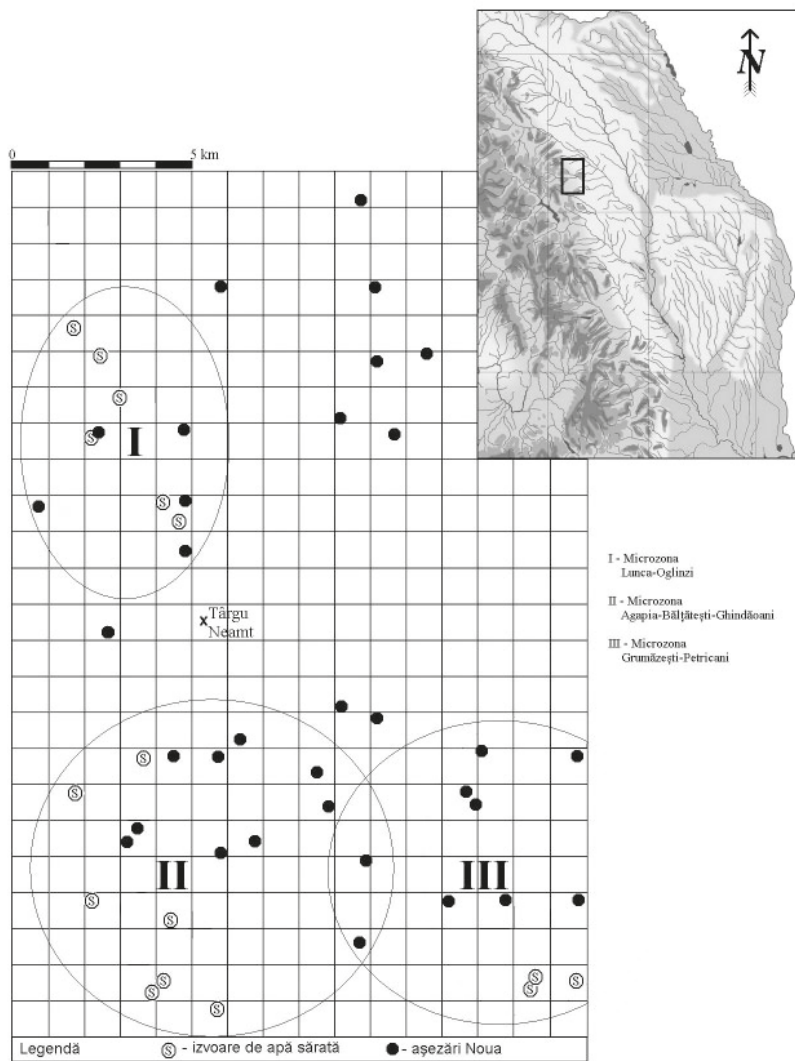 N
0 5 km
S
S
S
I
S
S
S
I - Microzona
Lunca-Oglinzi
II - Microzona
Agapia-Bălțătești-Ghindăoani
III - Microzona
Grumăzești-Petricani
x Târgu
Neamt
S
S
II
III
S
S
S
S
S
S
S
S
Legendă S - izvoare de apă sărată - așezări Noua